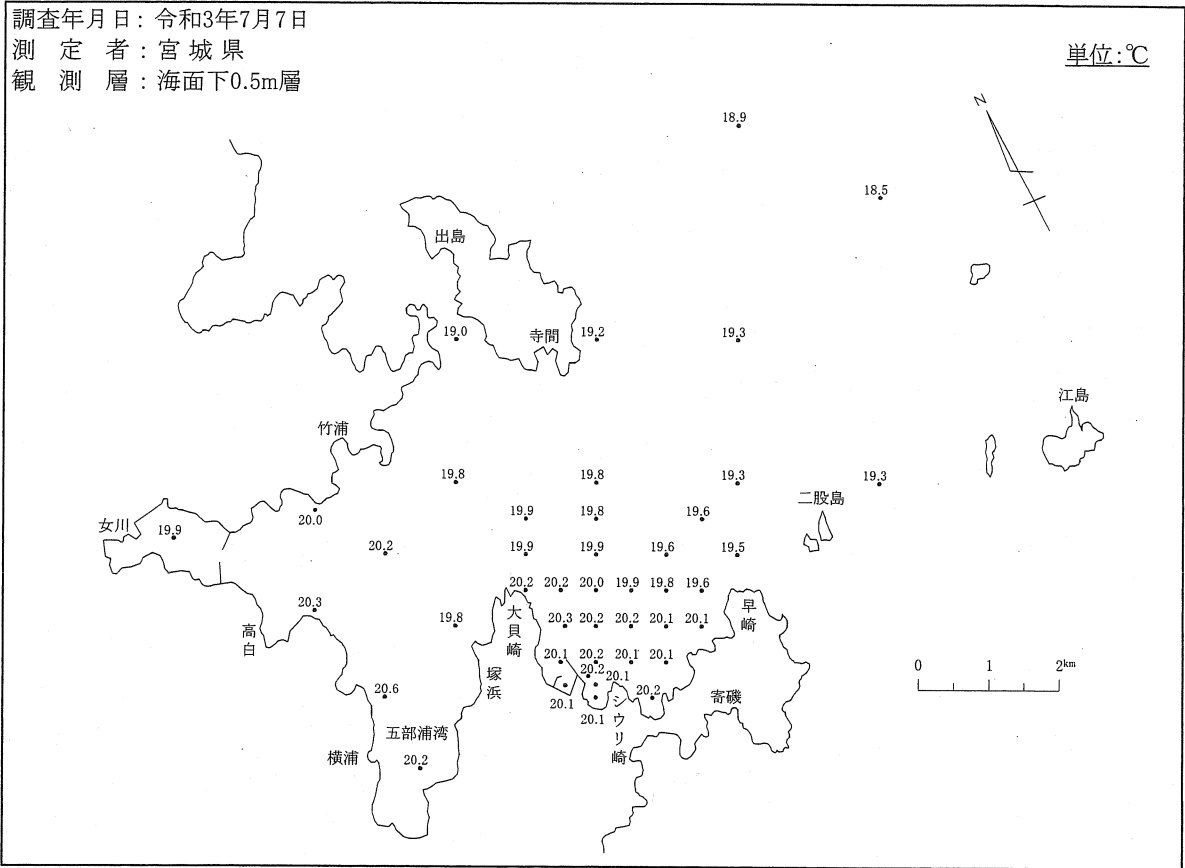 調査年月日：令和3年7月7日
測定者：宮城県
観測層：海面下0.5m層
単位：℃
N
18.9
18.5
出島
寺間
19.0
19.2
19.3
江島
竹浦
19.8
19.8
19.3
19.3
二股島
女川
19.9
20.0
19.9
19.8
19.6
20.2
19.9
19.9
19.6
19.5
20.2
20.2
20.0
19.9
19.8
19.6
20.3
高白
19.8
大貝崎
20.3
20.2
20.2
20.1
20.1
早崎
塚浜
20.1
20.2
20.1
20.1
20.2
20.1
20.6
20.1
20.1
20.2
シウリ崎
寄磯
0 1 2km
五部浦湾
横浦
20.2